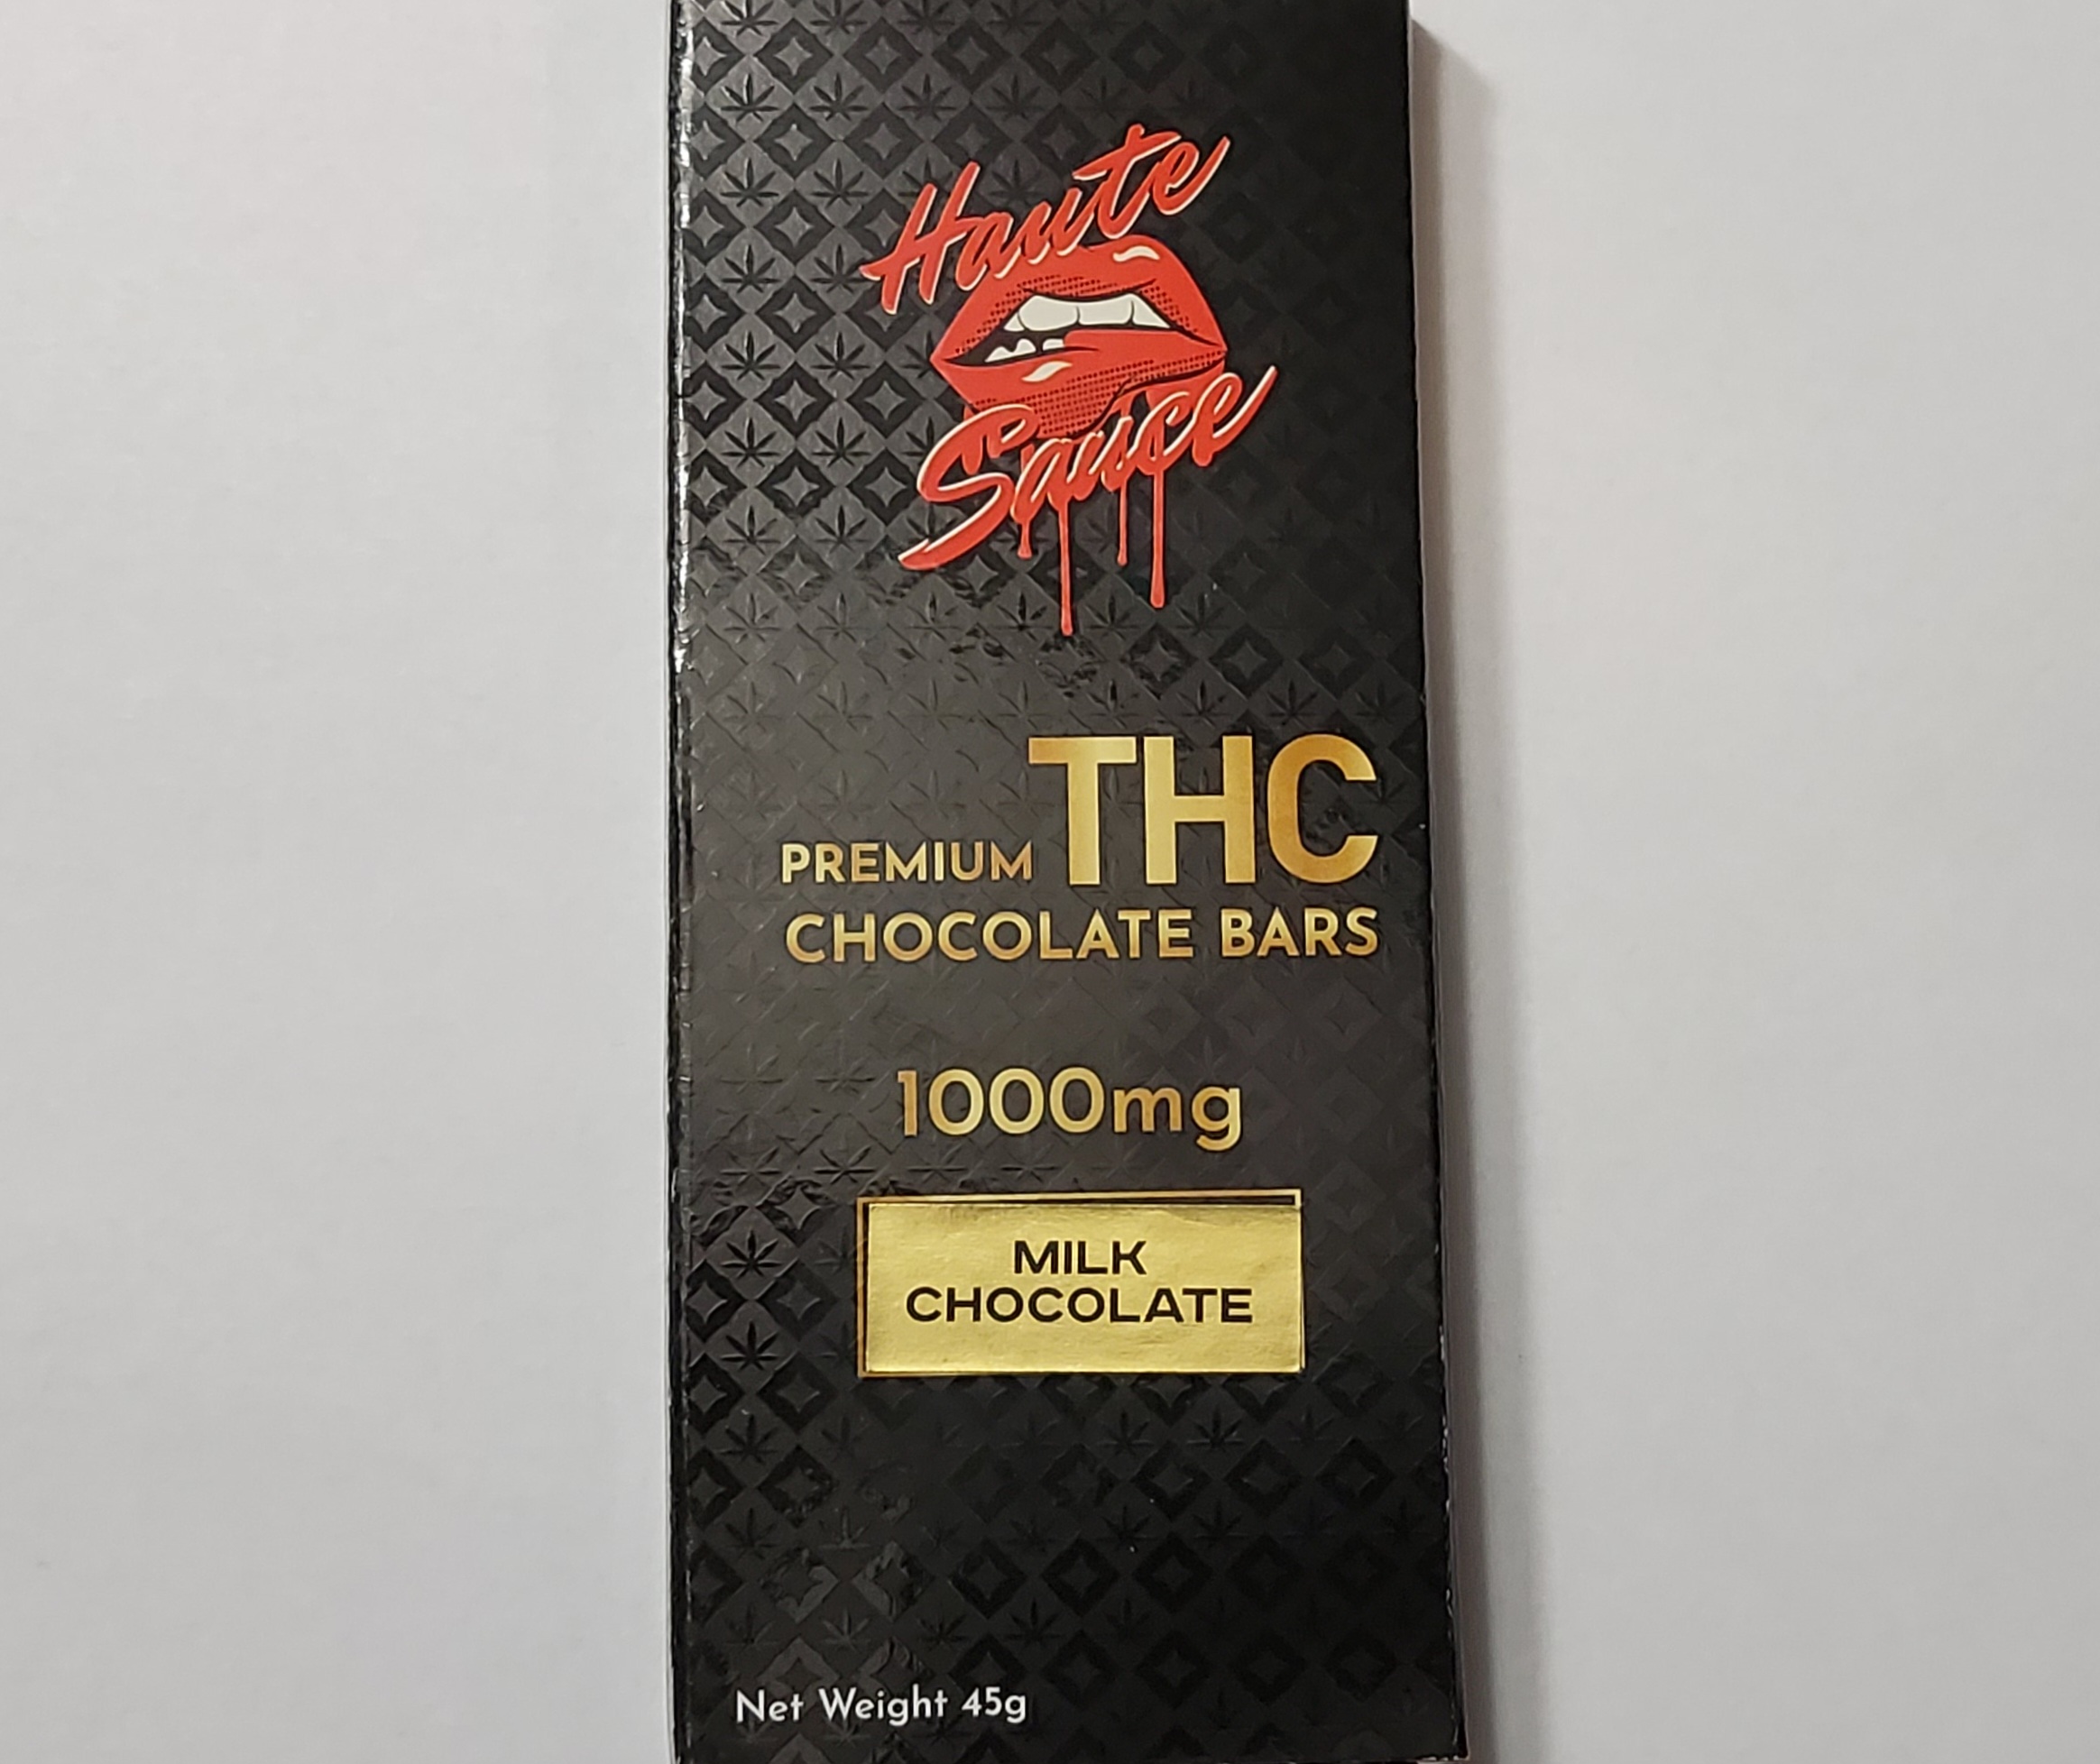 Haute
Sauce
PREMIUM THC
CHOCOLATE BARS
1000mg
MILK
CHOCOLATE
Net Weight 45g